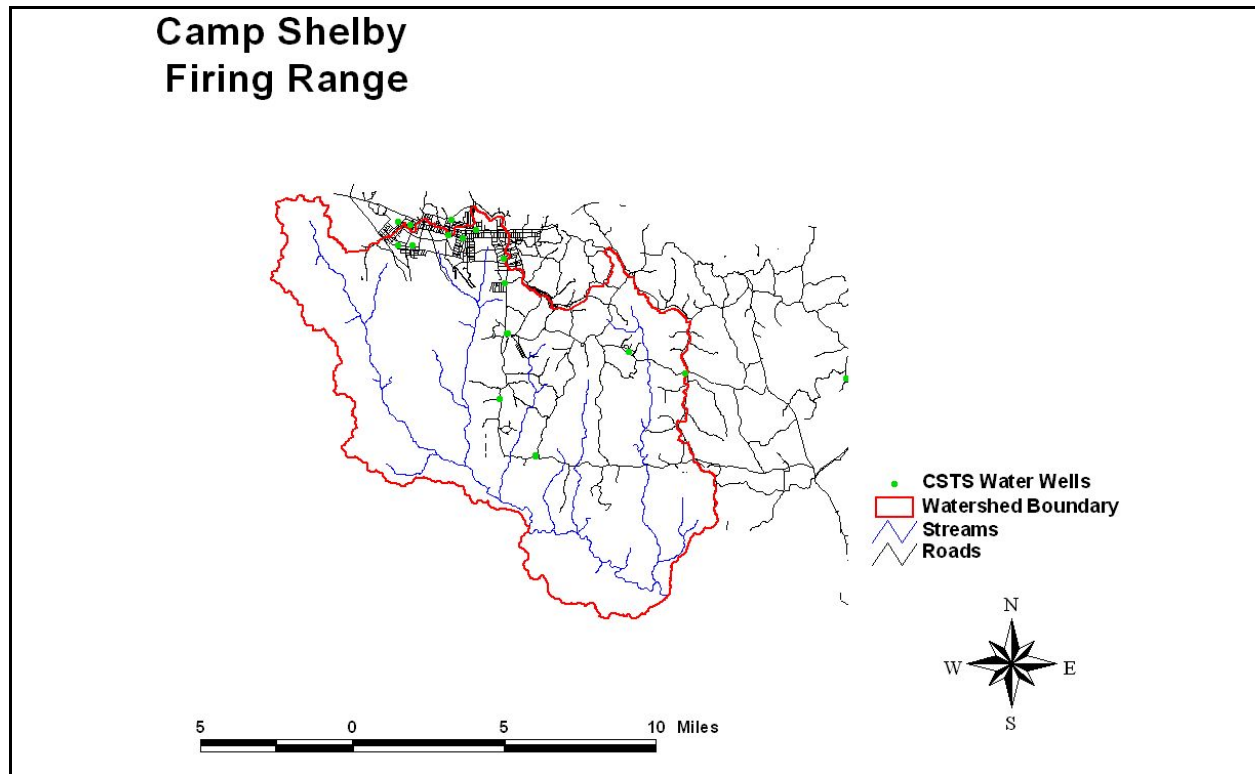 Camp Shelby
Firing Range
CSTS Water Wells
Watershed Boundary
Streams
Roads
N
W E
S
5 0 5 10 Miles